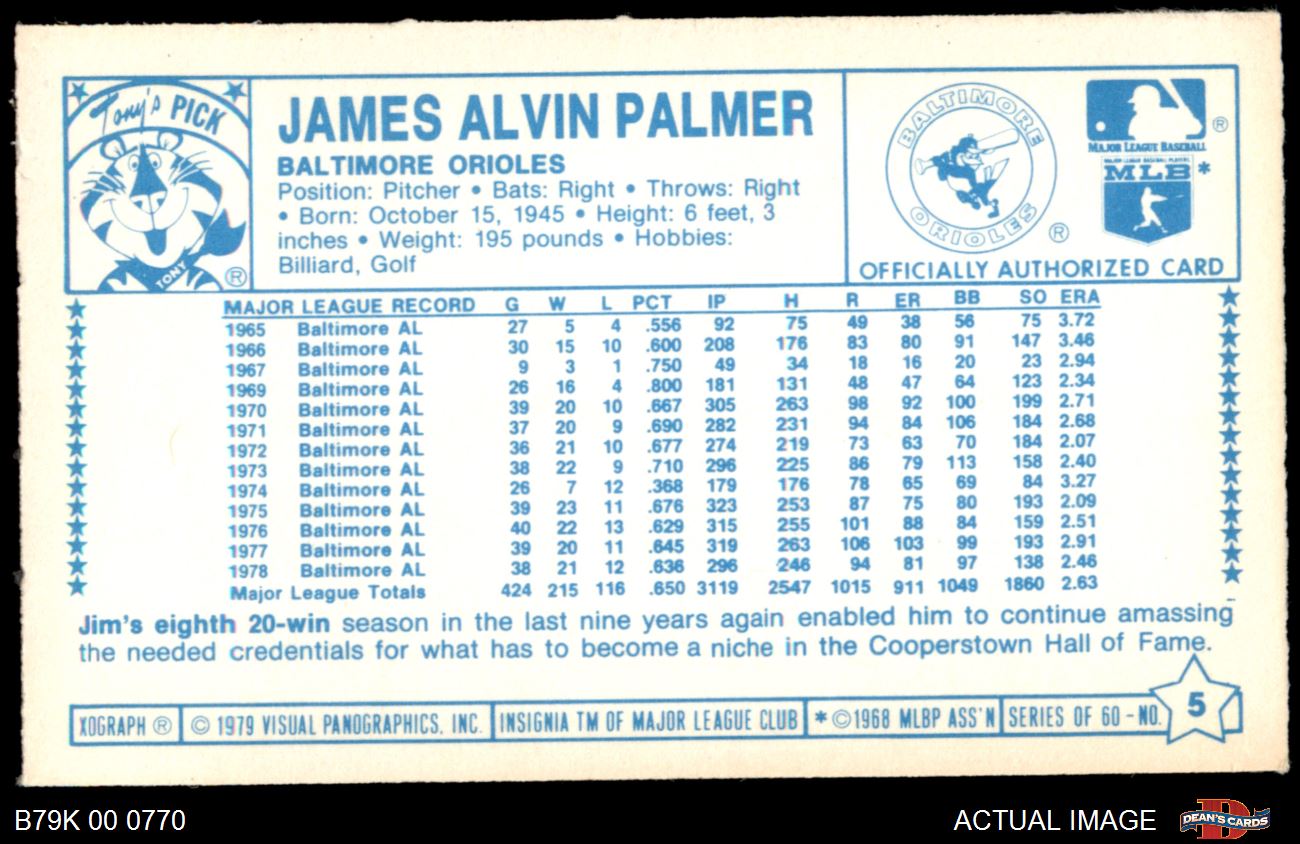 Tony's PICK
TONY
®
JAMES ALVIN PALMER
BALTIMORE ORIOLES
Position: Pitcher • Bats: Right • Throws: Right
• Born: October 15, 1945 • Height: 6 feet, 3
inches • Weight: 195 pounds • Hobbies:
Billiard, Golf
BALTIMORE
ORIOLES
®
®
MAJOR LEAGUE BASEBALL
MAJOR LEAGUE BASEBALL PLAYERS
MLB *
OFFICIALLY AUTHORIZED CARD
MAJOR LEAGUE RECORD G W L PCT IP H R ER BB SO ERA
1965 Baltimore AL 27 5 4 .556 92 75 49 38 56 75 3.72
1966 Baltimore AL 30 15 10 .600 208 176 83 80 91 147 3.46
1967 Baltimore AL 9 3 1 .750 49 34 18 16 20 23 2.94
1969 Baltimore AL 26 16 4 .800 181 131 48 47 64 123 2.34
1970 Baltimore AL 39 20 10 .667 305 263 98 92 100 199 2.71
1971 Baltimore AL 37 20 9 .690 282 231 94 84 106 184 2.68
1972 Baltimore AL 36 21 10 .677 274 219 73 63 70 184 2.07
1973 Baltimore AL 38 22 9 .710 296 225 86 79 113 158 2.40
1974 Baltimore AL 26 7 12 .368 179 176 78 65 69 84 3.27
1975 Baltimore AL 39 23 11 .676 323 253 87 75 80 193 2.09
1976 Baltimore AL 40 22 13 .629 315 255 101 88 84 159 2.51
1977 Baltimore AL 39 20 11 .645 319 263 106 103 99 193 2.91
1978 Baltimore AL 38 21 12 .636 296 246 94 81 97 138 2.46
Major League Totals 424 215 116 .650 3119 2547 1015 911 1049 1860 2.63
Jim's eighth 20-win season in the last nine years again enabled him to continue amassing
the needed credentials for what has to become a niche in the Cooperstown Hall of Fame.
XOGRAPH ® © 1979 VISUAL PANOGRAPHICS, INC. INSIGNIA TM OF MAJOR LEAGUE CLUB * ©1968 MLBP ASS'N SERIES OF 60 - NO. 5
B79K 00 0770
ACTUAL IMAGE
DEAN'S CARDS